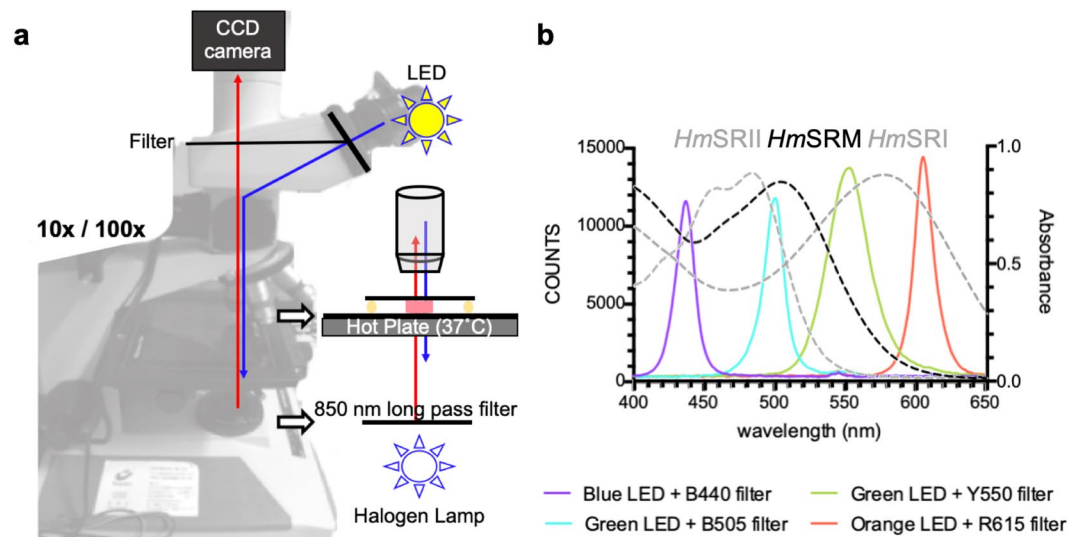 a
CCD
camera
LED
Filter
10x / 100x
Hot Plate (37˚C)
850 nm long pass filter
Halogen Lamp
b
HmSRII HmSRM HmSRI
15000
10000
5000
0
COUNTS
1.0
0.5
0.0
Absorbance
400 450 500 550 600 650
wavelength (nm)
Blue LED + B440 filter
Green LED + Y550 filter
Green LED + B505 filter
Orange LED + R615 filter